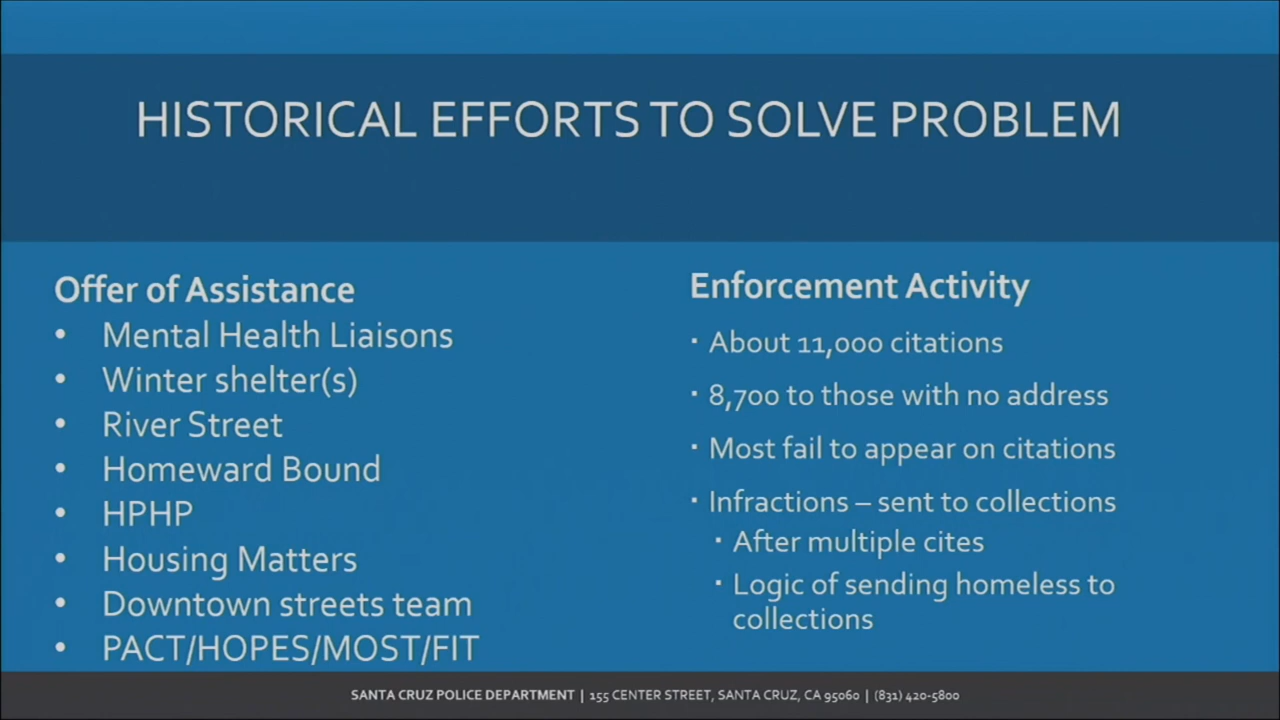 HISTORICAL EFFORTS TO SOLVE PROBLEM
Offer of Assistance
• Mental Health Liaisons
• Winter shelter(s)
• River Street
• Homeward Bound
• HPHP
• Housing Matters
• Downtown streets team
• PACT/HOPES/MOST/FIT
Enforcement Activity
▪ About 11,000 citations
▪ 8,700 to those with no address
▪ Most fail to appear on citations
▪ Infractions – sent to collections
▪ After multiple cites
▪ Logic of sending homeless to
collections
SANTA CRUZ POLICE DEPARTMENT | 155 CENTER STREET, SANTA CRUZ, CA 95060 | (831) 420-5800